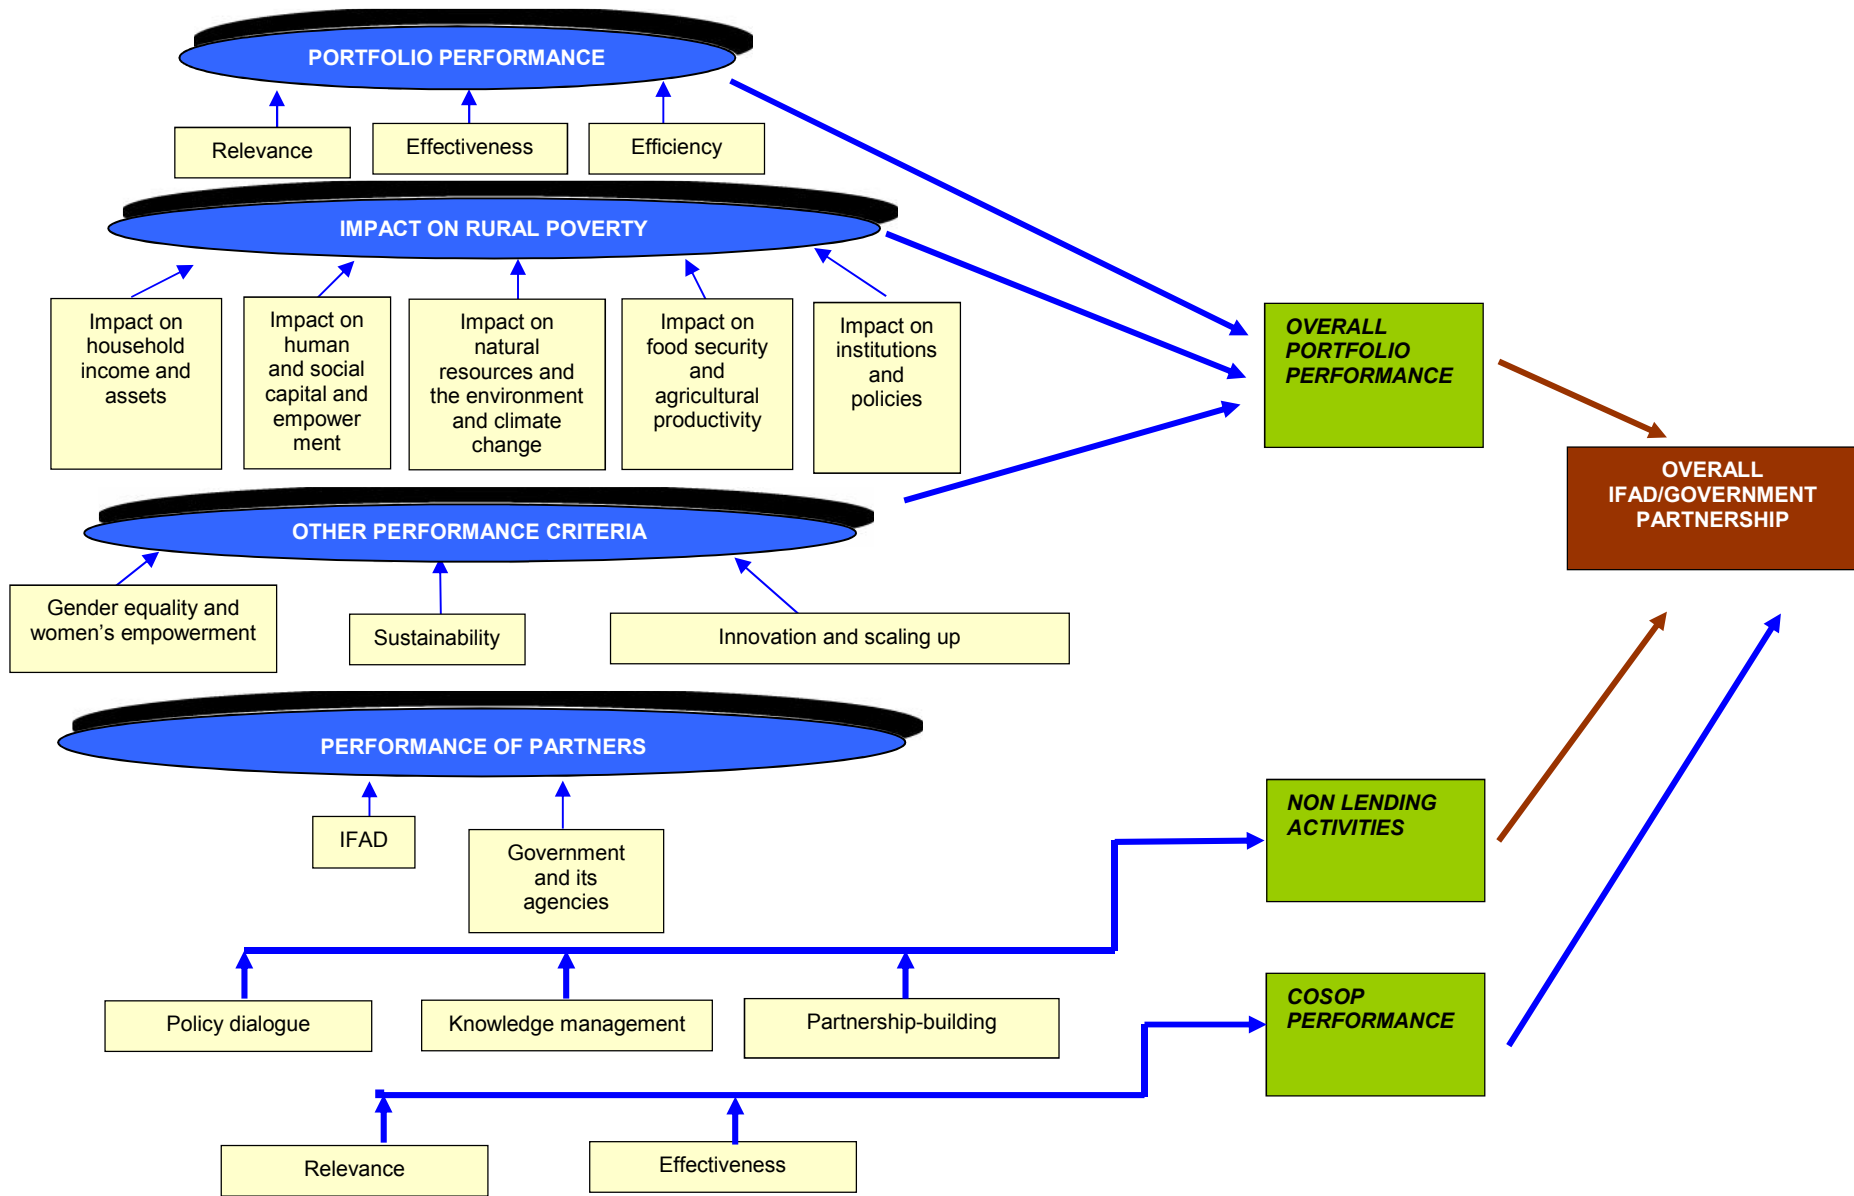 PORTFOLIO PERFORMANCE
Relevance
Effectiveness
Efficiency
IMPACT ON RURAL POVERTY
Impact on
household
income and
assets
Impact on
human
and social
capital and
empower
ment
Impact on
natural
resources and
the environment
and climate
change
Impact on
food security
and
agricultural
productivity
Impact on
institutions
and
policies
OVERALL
PORTFOLIO
PERFORMANCE
OVERALL
IFAD/GOVERNMENT
PARTNERSHIP
OTHER PERFORMANCE CRITERIA
Gender equality and
women's empowerment
Sustainability
Innovation and scaling up
PERFORMANCE OF PARTNERS
IFAD
Government
and its
agencies
NON LENDING
ACTIVITIES
Policy dialogue
Knowledge management
Partnership-building
COSOP
PERFORMANCE
Relevance
Effectiveness